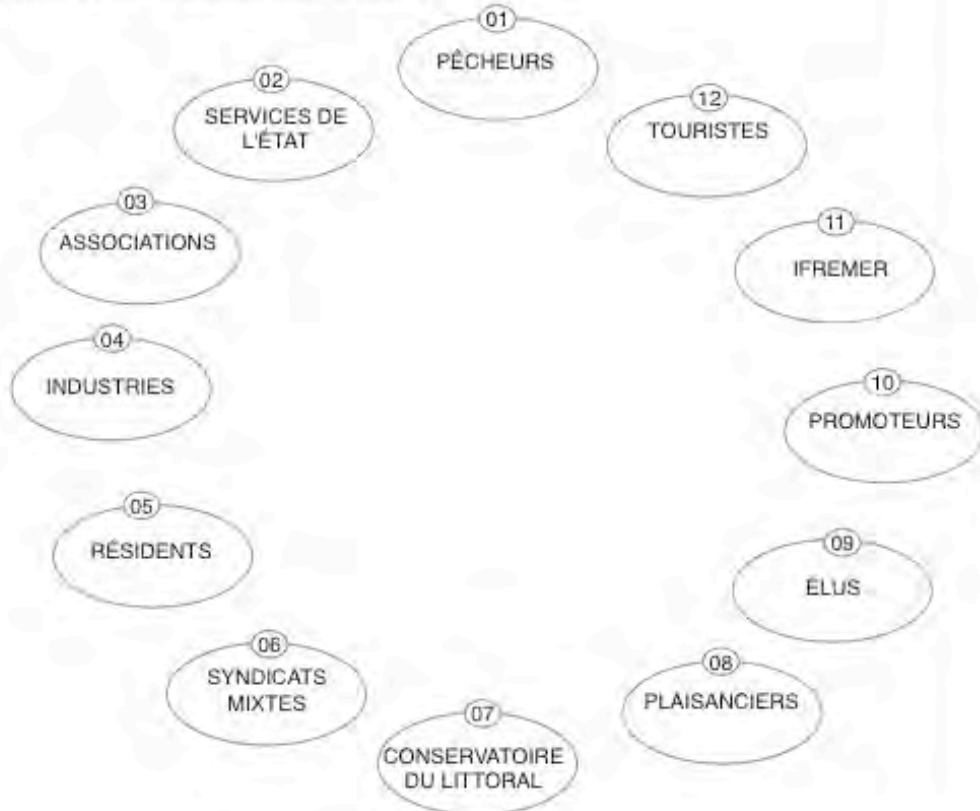 01
PÊCHEURS
02
SERVICES DE
L'ÉTAT
03
ASSOCIATIONS
04
INDUSTRIES
05
RÉSIDENTS
06
SYNDICATS
MIXTES
07
CONSERVATOIRE
DU LITTORAL
08
PLAISANCIERS
09
ÉLUS
10
PROMOTEURS
11
IFREMER
12
TOURISTES